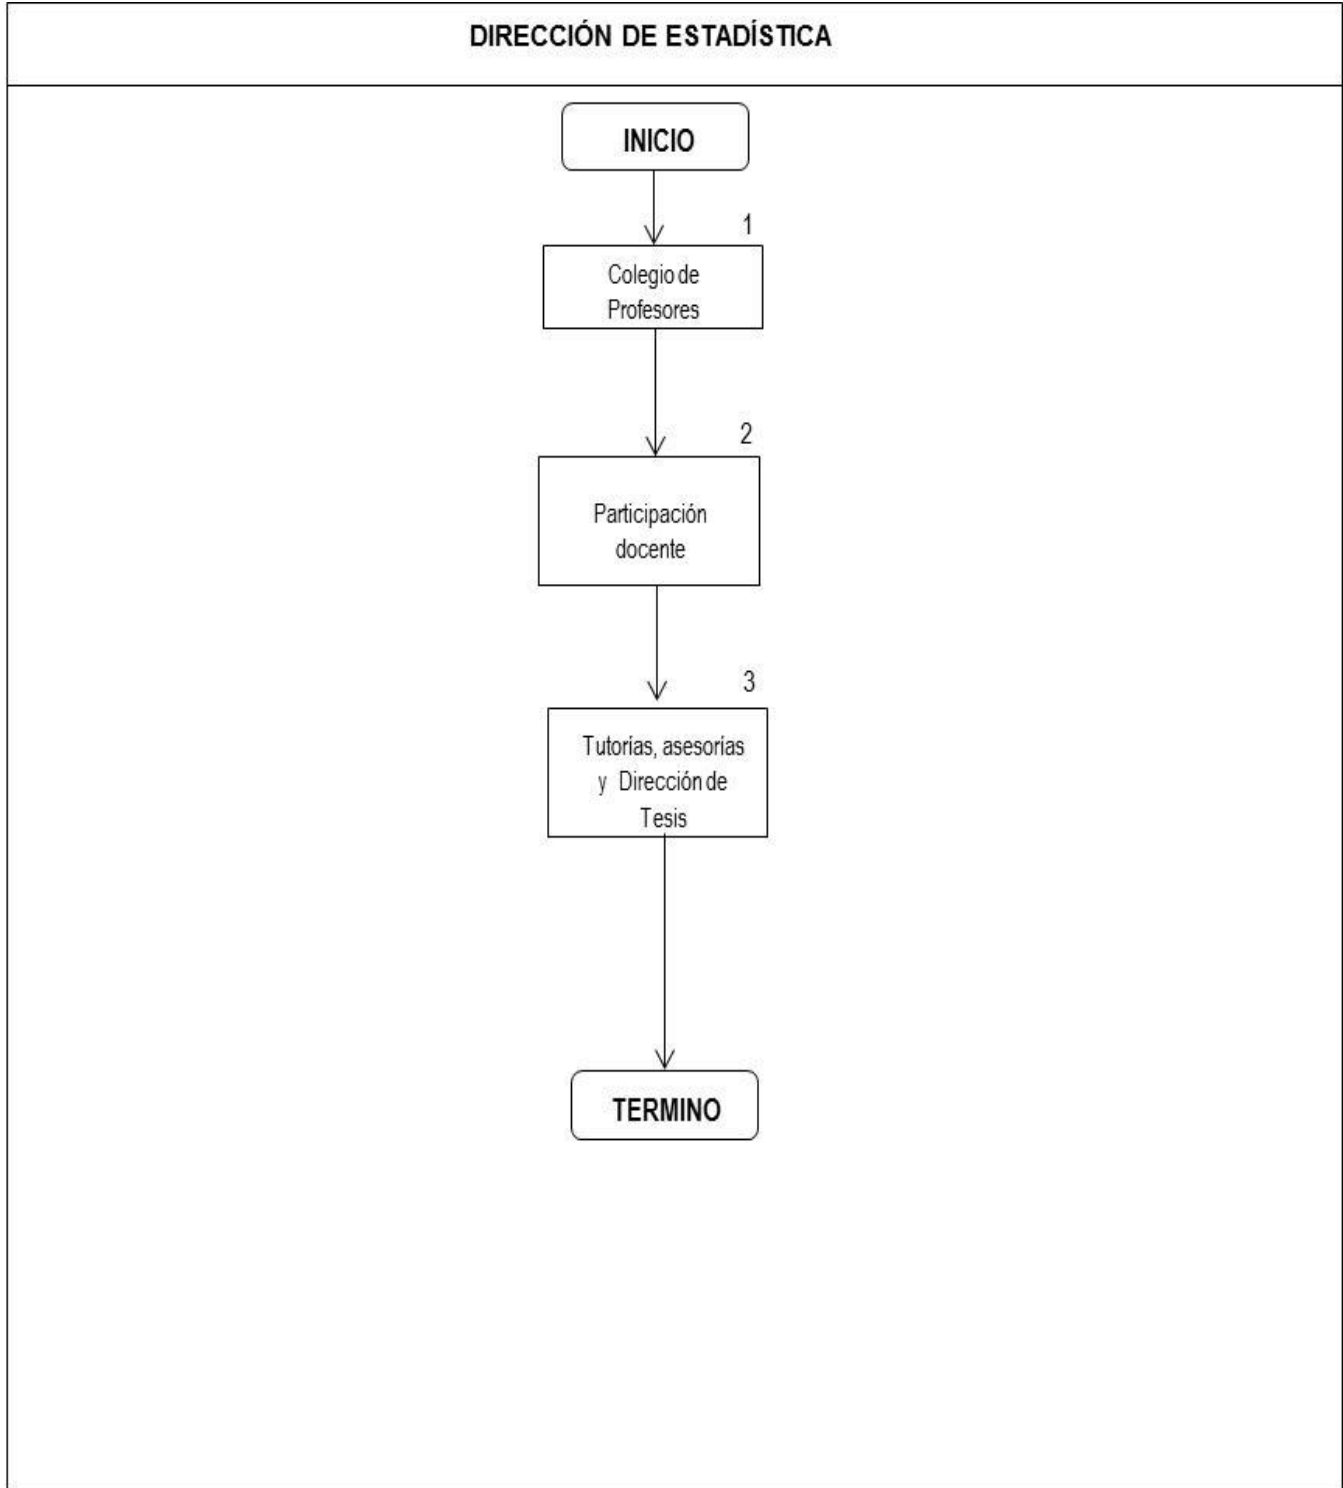 DIRECCIÓN DE ESTADÍSTICA
INICIO
1
Colegio de
Profesores
2
Participación
docente
3
Tutorías, asesorías
y Dirección de
Tesis
TERMINO